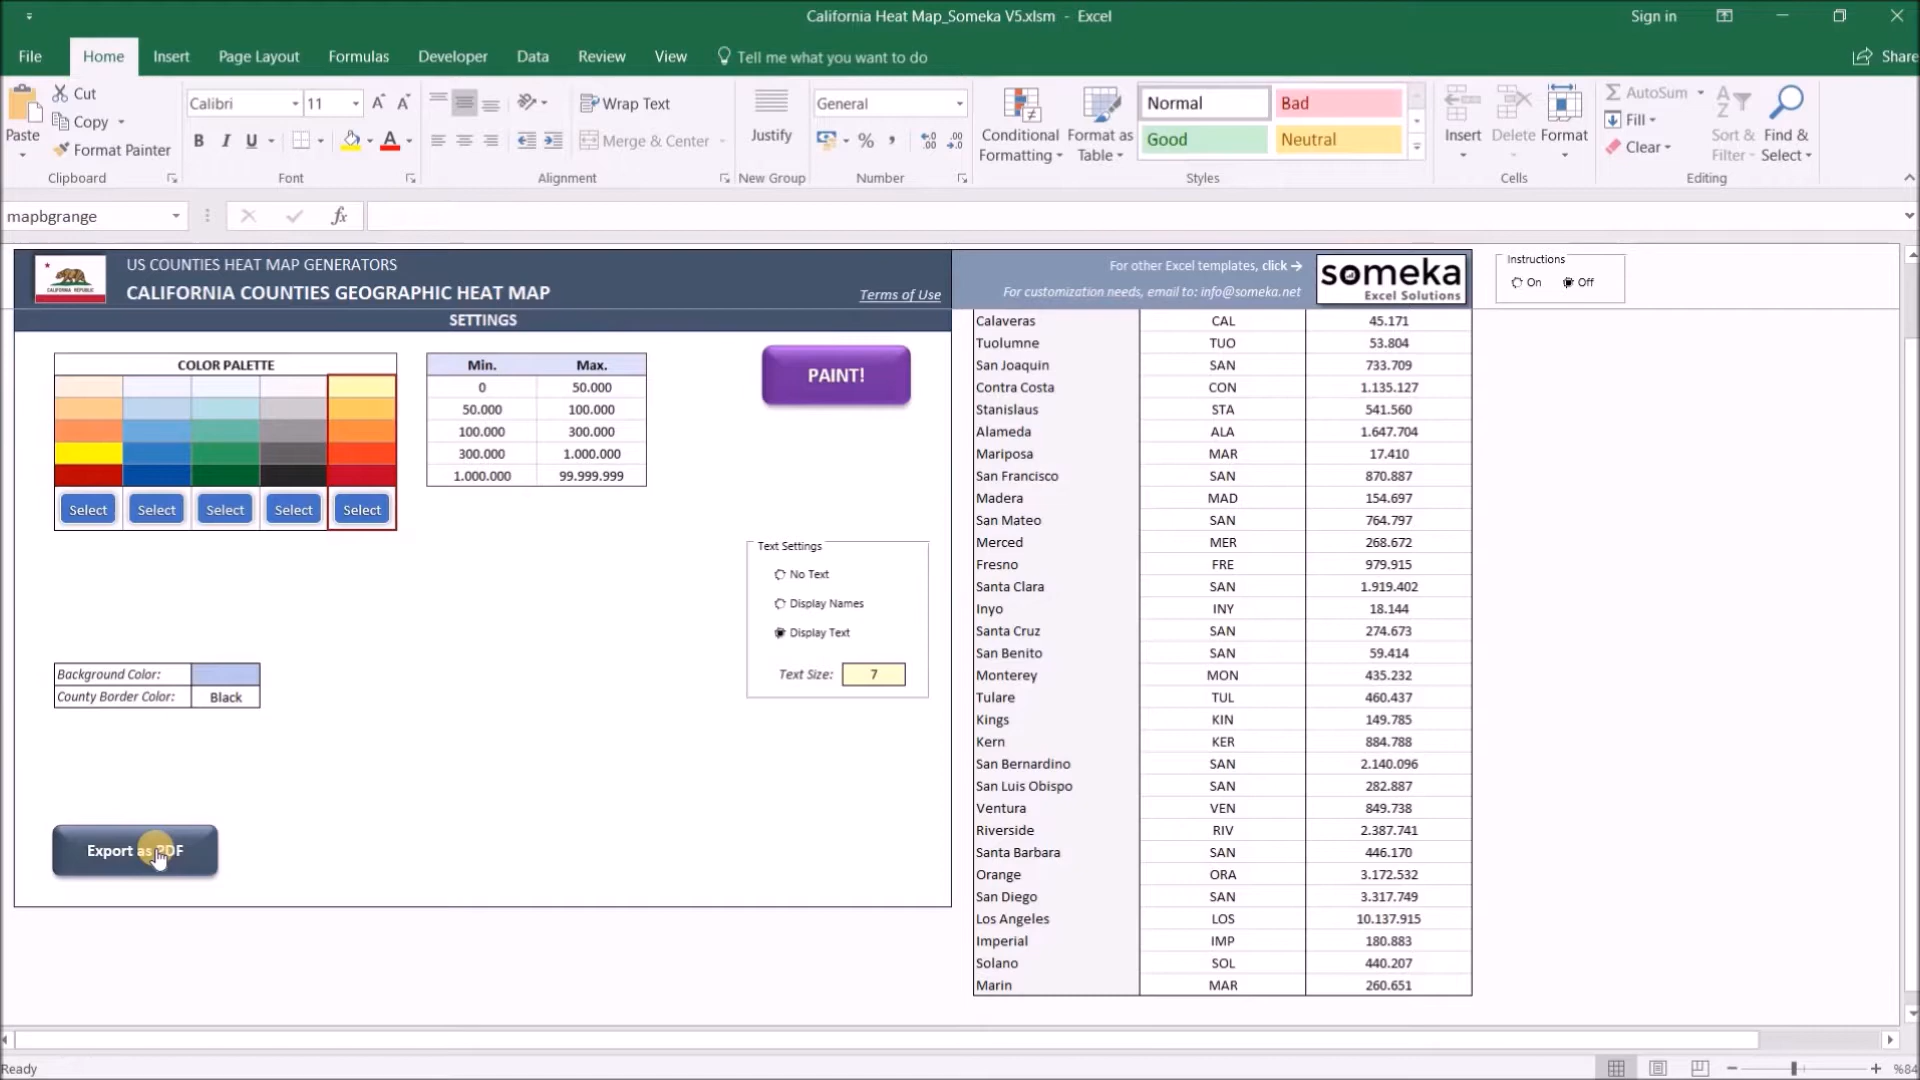 California Heat Map_Someka V5.xlsm - Excel
Sign in
File Home Insert Page Layout Formulas Developer Data Review View Tell me what you want to do
Share
Paste
Cut
Copy
Format Painter
Clipboard
Calibri 11
B I U
Font
Wrap Text
Merge & Center
Alignment
Justify
New Group
General
%
Number
Conditional Formatting
Format as Table
Normal Bad
Good Neutral
Styles
Insert Delete Format
Cells
AutoSum
Fill
Clear
Sort & Filter
Find & Select
Editing
mapbgrange
fx
CALIFORNIA REPUBLIC
US COUNTIES HEAT MAP GENERATORS
CALIFORNIA COUNTIES GEOGRAPHIC HEAT MAP
Terms of Use
For other Excel templates, click →
For customization needs, email to: info@someka.net
someka
Excel Solutions
Instructions
On Off
SETTINGS
COLOR PALETTE
Select Select Select Select Select
Min. Max.
0 50.000
50.000 100.000
100.000 300.000
300.000 1.000.000
1.000.000 99.999.999
PAINT!
Text Settings
No Text
Display Names
Display Text
Text Size: 7
Background Color:
County Border Color: Black
Export as PDF
Calaveras CAL 45.171
Tuolumne TUO 53.804
San Joaquin SAN 733.709
Contra Costa CON 1.135.127
Stanislaus STA 541.560
Alameda ALA 1.647.704
Mariposa MAR 17.410
San Francisco SAN 870.887
Madera MAD 154.697
San Mateo SAN 764.797
Merced MER 268.672
Fresno FRE 979.915
Santa Clara SAN 1.919.402
Inyo INY 18.144
Santa Cruz SAN 274.673
San Benito SAN 59.414
Monterey MON 435.232
Tulare TUL 460.437
Kings KIN 149.785
Kern KER 884.788
San Bernardino SAN 2.140.096
San Luis Obispo SAN 282.887
Ventura VEN 849.738
Riverside RIV 2.387.741
Santa Barbara SAN 446.170
Orange ORA 3.172.532
San Diego SAN 3.317.749
Los Angeles LOS 10.137.915
Imperial IMP 180.883
Solano SOL 440.207
Marin MAR 260.651
Ready
%84